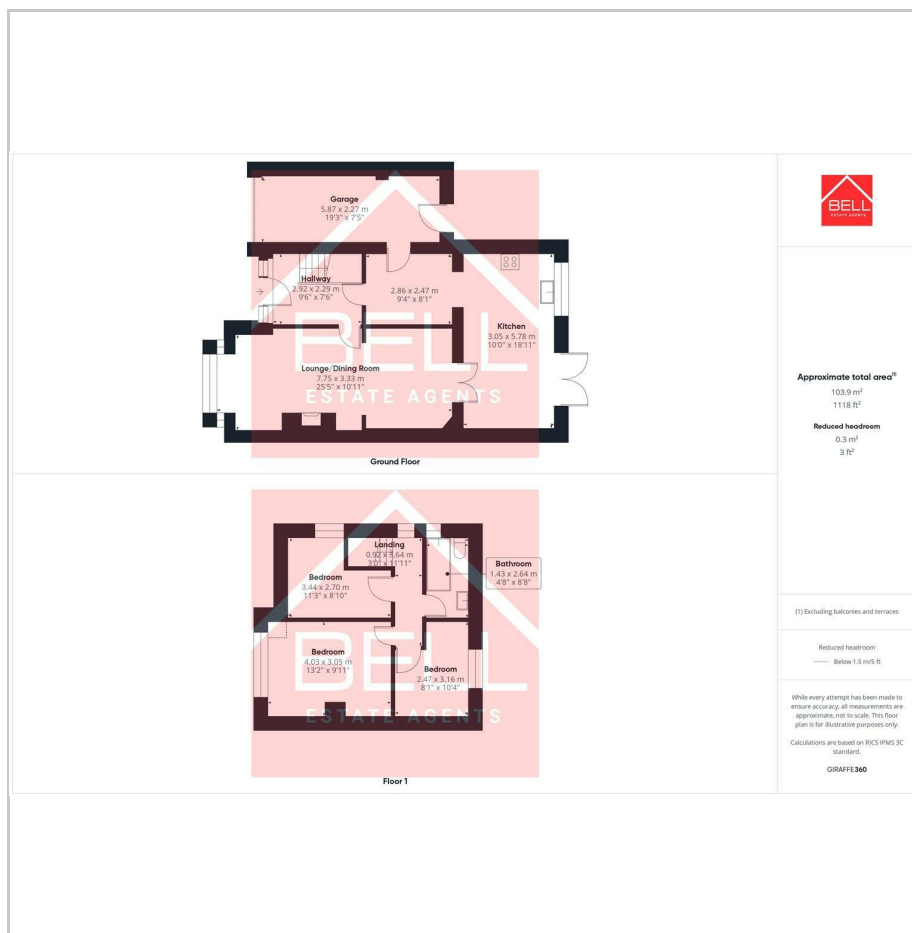 Garage
5.87 x 2.27 m
19'3" x 7'5"
Hallway
2.92 x 2.29 m
9'6" x 7'6"
2.86 x 2.47 m
9'4" x 8'1"
Kitchen
3.05 x 5.78 m
10'0" x 18'11"
Lounge/Dining Room
7.75 x 3.33 m
25'5" x 10'11"
BELL
ESTATE AGENTS
Ground Floor
Landing
0.92 x 3.64 m
3'0" x 11'11"
Bathroom
1.43 x 2.64 m
4'8" x 8'8"
Bedroom
3.44 x 2.70 m
11'3" x 8'10"
Bedroom
4.03 x 3.05 m
13'2" x 9'11"
Bedroom
2.47 x 3.16 m
8'1" x 10'4"
BELL
ESTATE AGENTS
Floor 1
BELL
ESTATE AGENTS
Approximate total area(1)
103.9 m²
1118 ft²
Reduced headroom
0.3 m²
3 ft²
(1) Excluding balconies and terraces
Reduced headroom
Below 1.5 m/5 ft
While every attempt has been made to
ensure accuracy, all measurements are
approximate, not to scale. This floor
plan is for illustrative purposes only.
Calculations are based on RICS IPMS 3C
standard.
GIRAFFE360